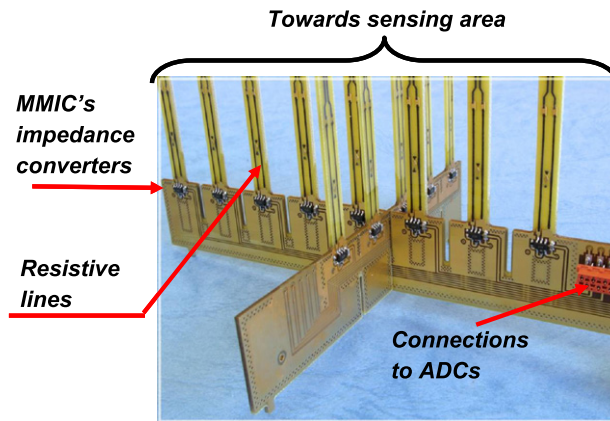 Towards sensing area
MMIC's
impedance
converters
Resistive
lines
Connections
to ADCs